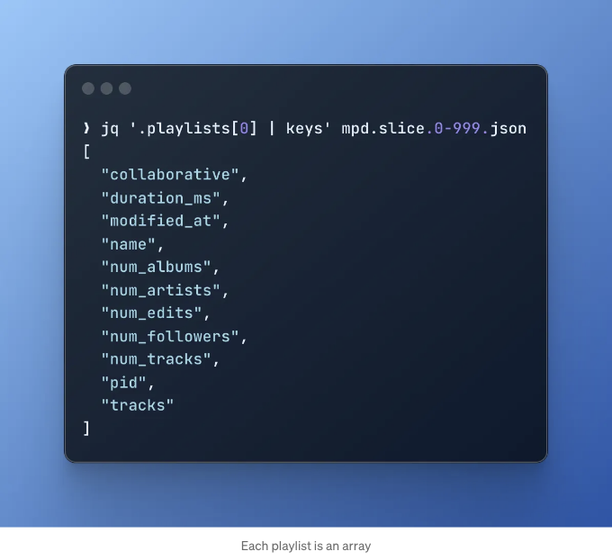 ❯ jq '.playlists[0] | keys' mpd.slice.0-999.json
[
  "collaborative",
  "duration_ms",
  "modified_at",
  "name",
  "num_albums",
  "num_artists",
  "num_edits",
  "num_followers",
  "num_tracks",
  "pid",
  "tracks"
]
Each playlist is an array